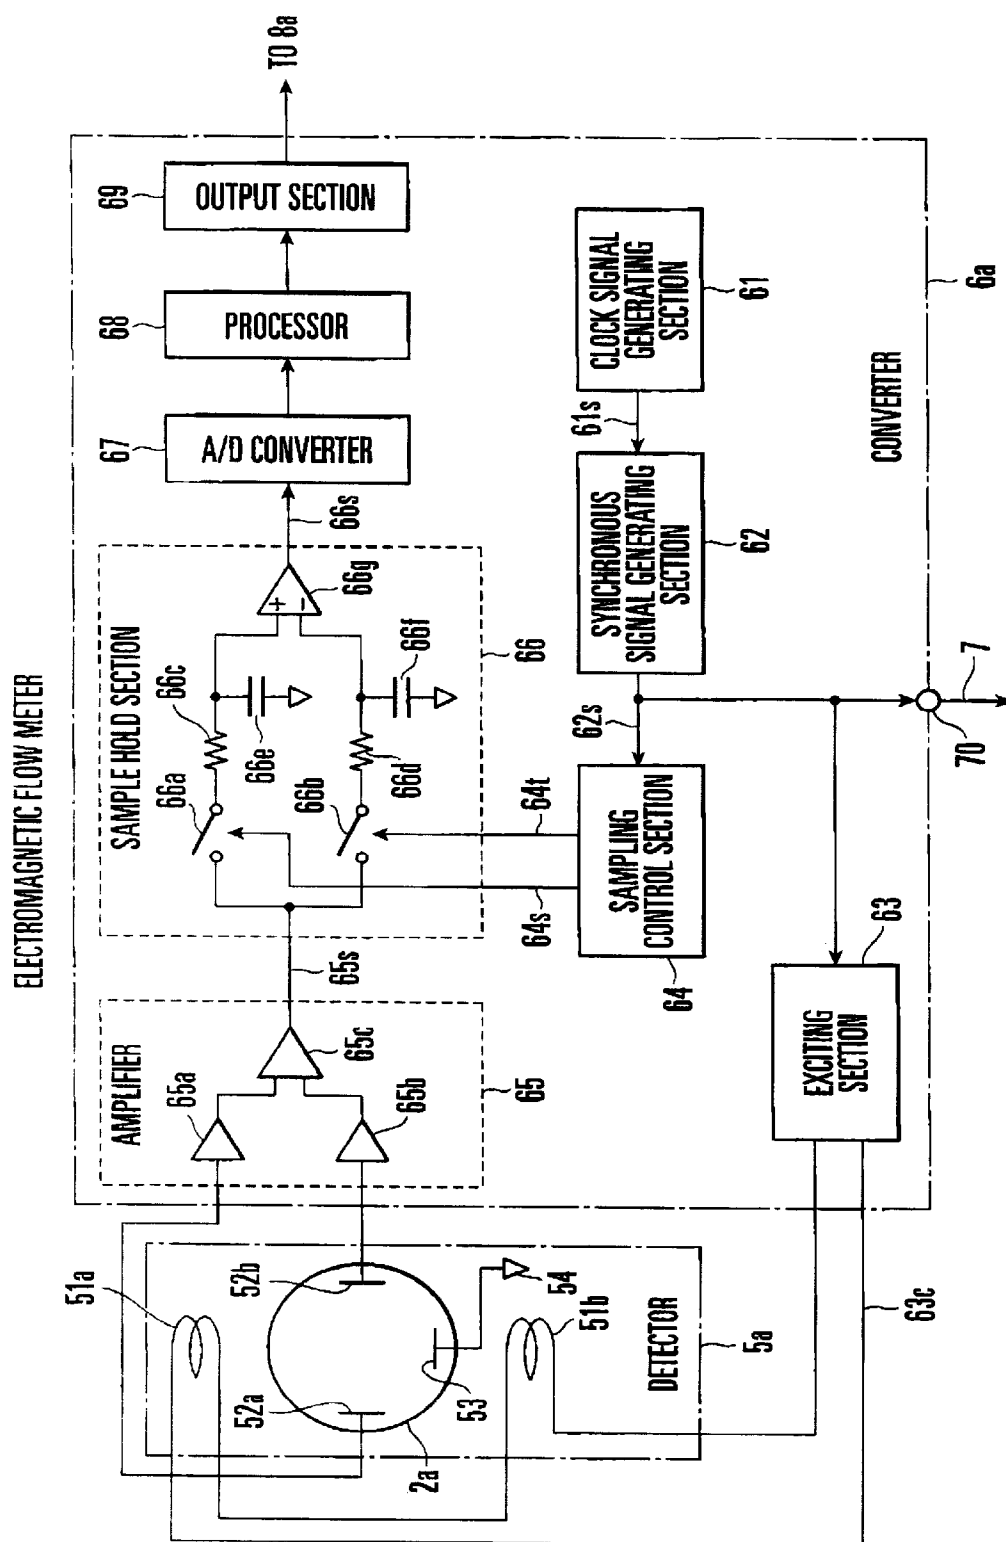 ELECTROMAGNETIC FLOW METER
51a
52a
52b
53
54
2a
51b
DETECTOR
5a
63c
AMPLIFIER
65a
65b
65c
65
65s
SAMPLE HOLD SECTION
66a
66b
66c
66d
66e
66f
66g
+
−
66
66s
67
A/D CONVERTER
68
PROCESSOR
69
OUTPUT SECTION
TO 8a
64s
64t
SAMPLING
CONTROL SECTION
64
62s
SYNCHRONOUS
SIGNAL GENERATING
SECTION
62
61s
CLOCK SIGNAL
GENERATING
SECTION
61
EXCITING
SECTION
63
CONVERTER
6a
70
7